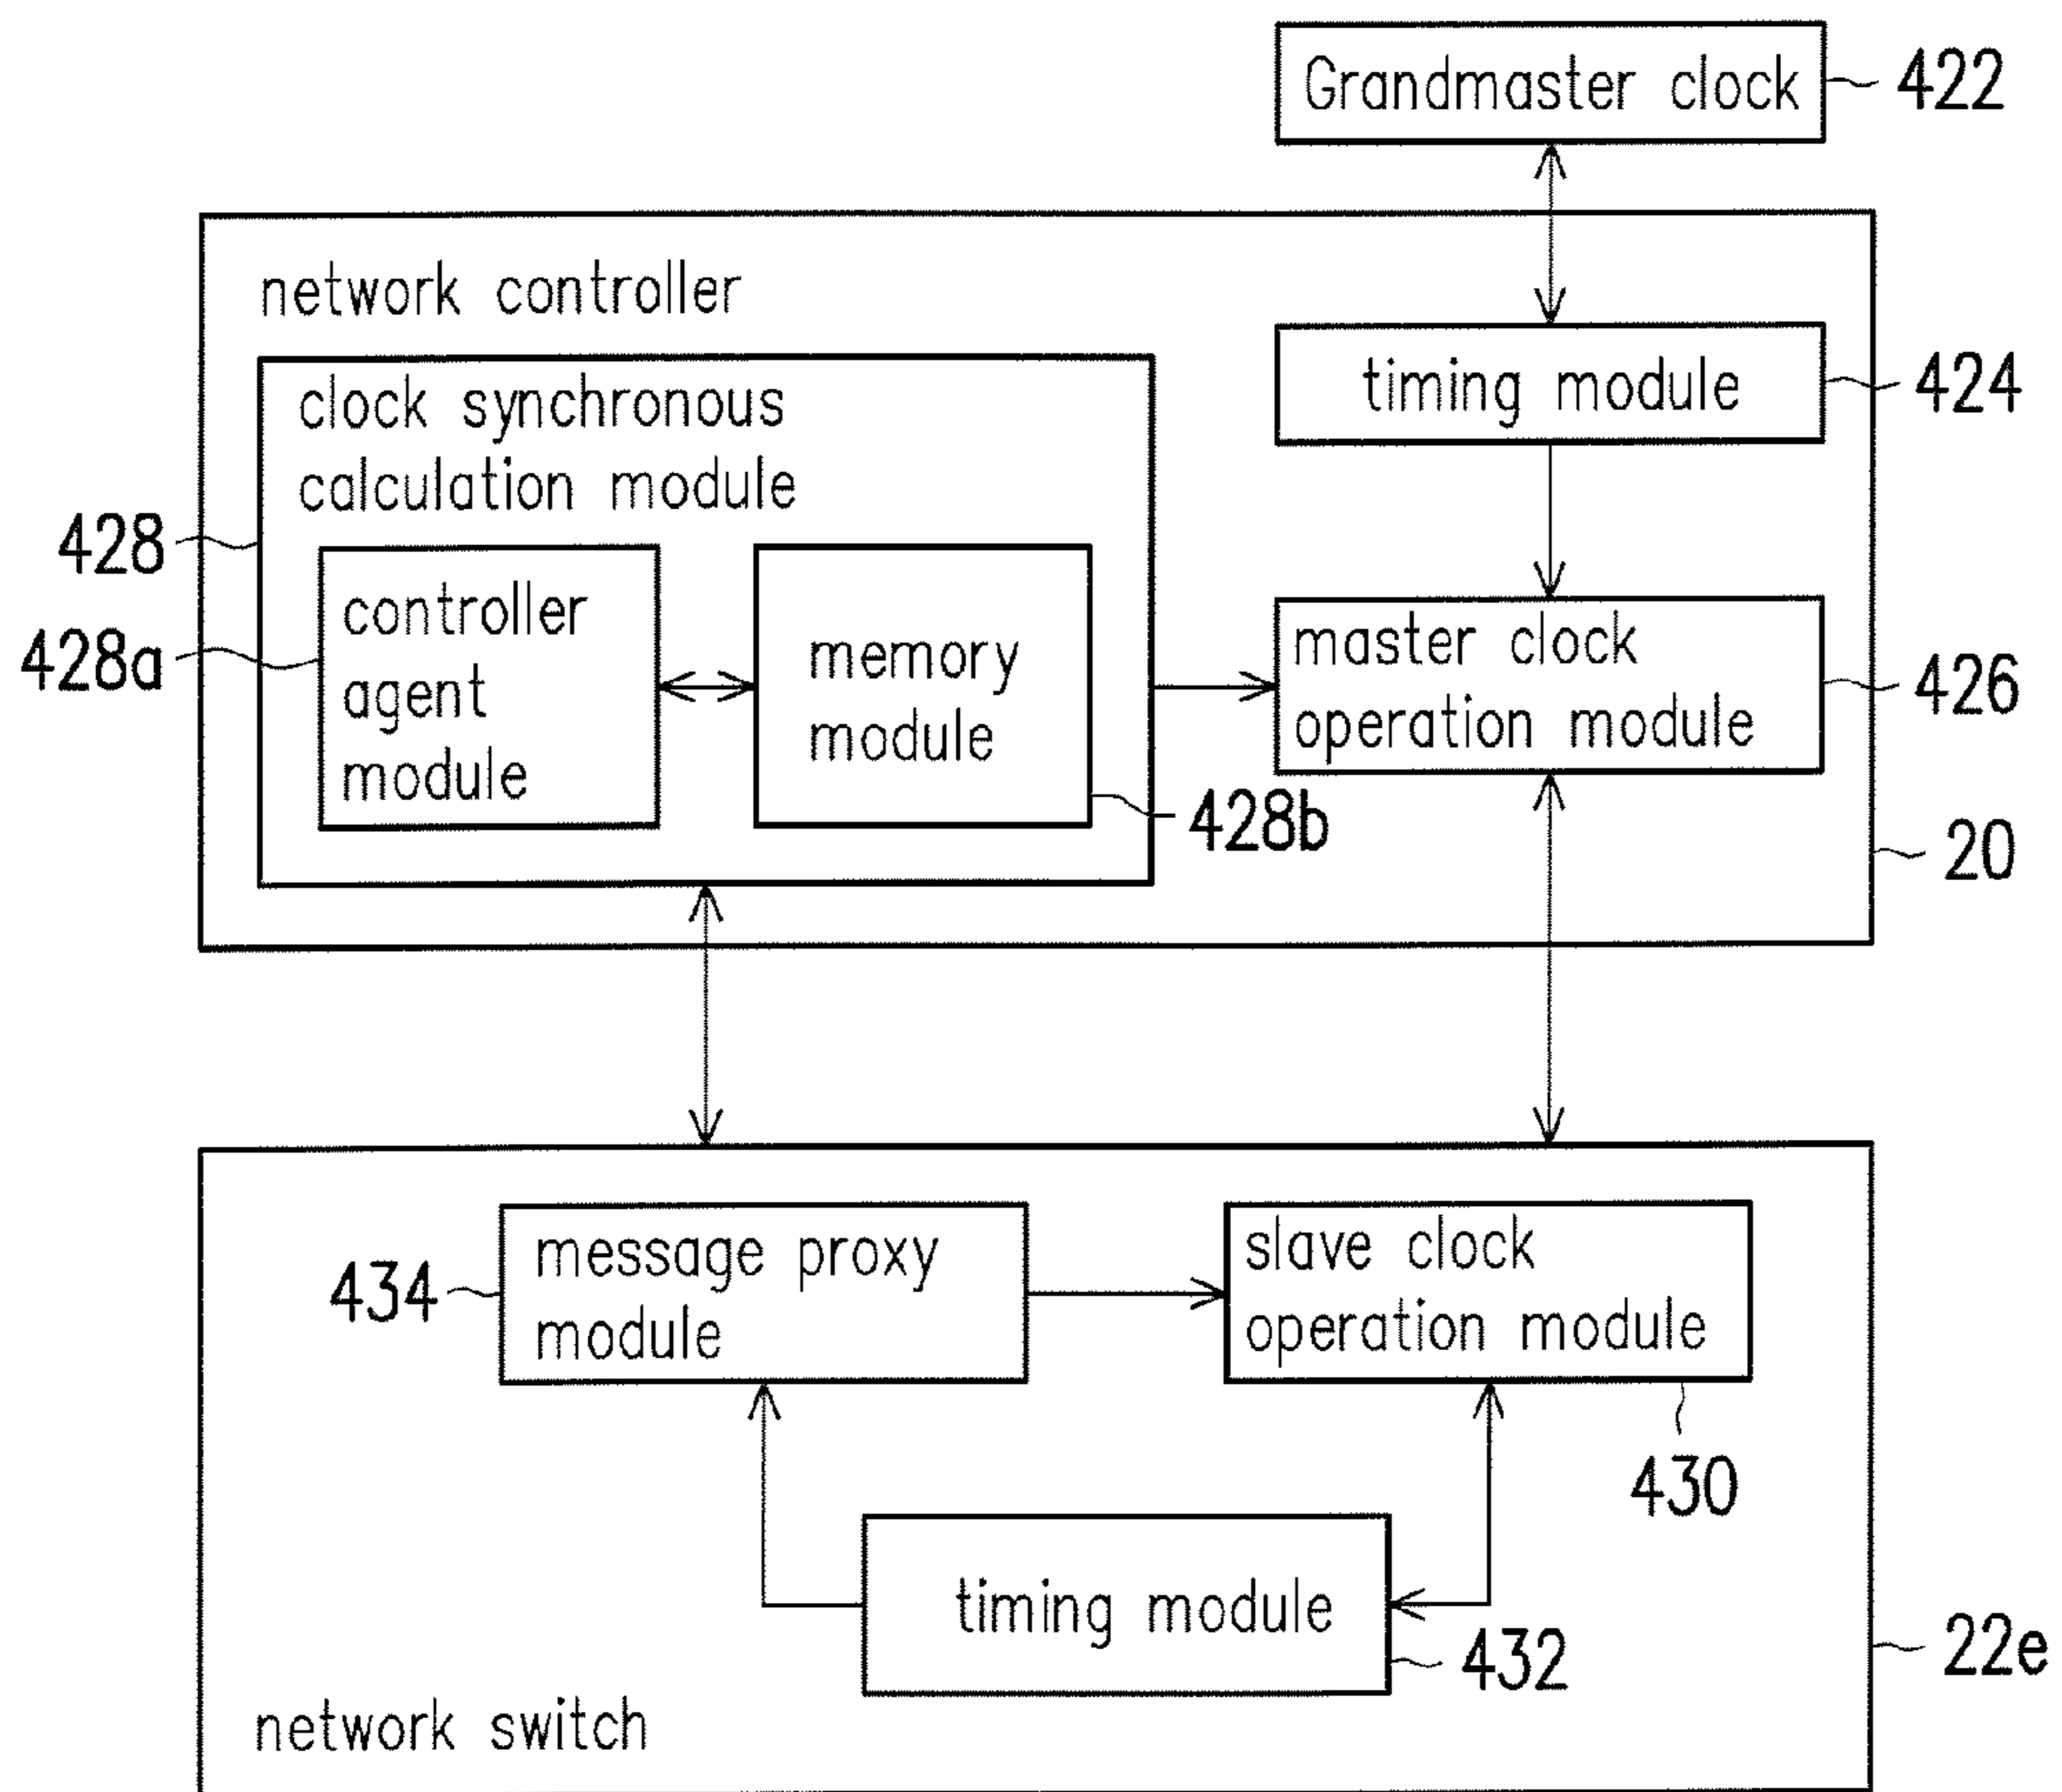 Grandmaster clock
422
network controller
timing module
424
clock synchronous
calculation module
428
controller
agent
module
428a
memory
module
428b
master clock
operation module
426
20
message proxy
module
434
slave clock
operation module
430
timing module
432
22e
network switch